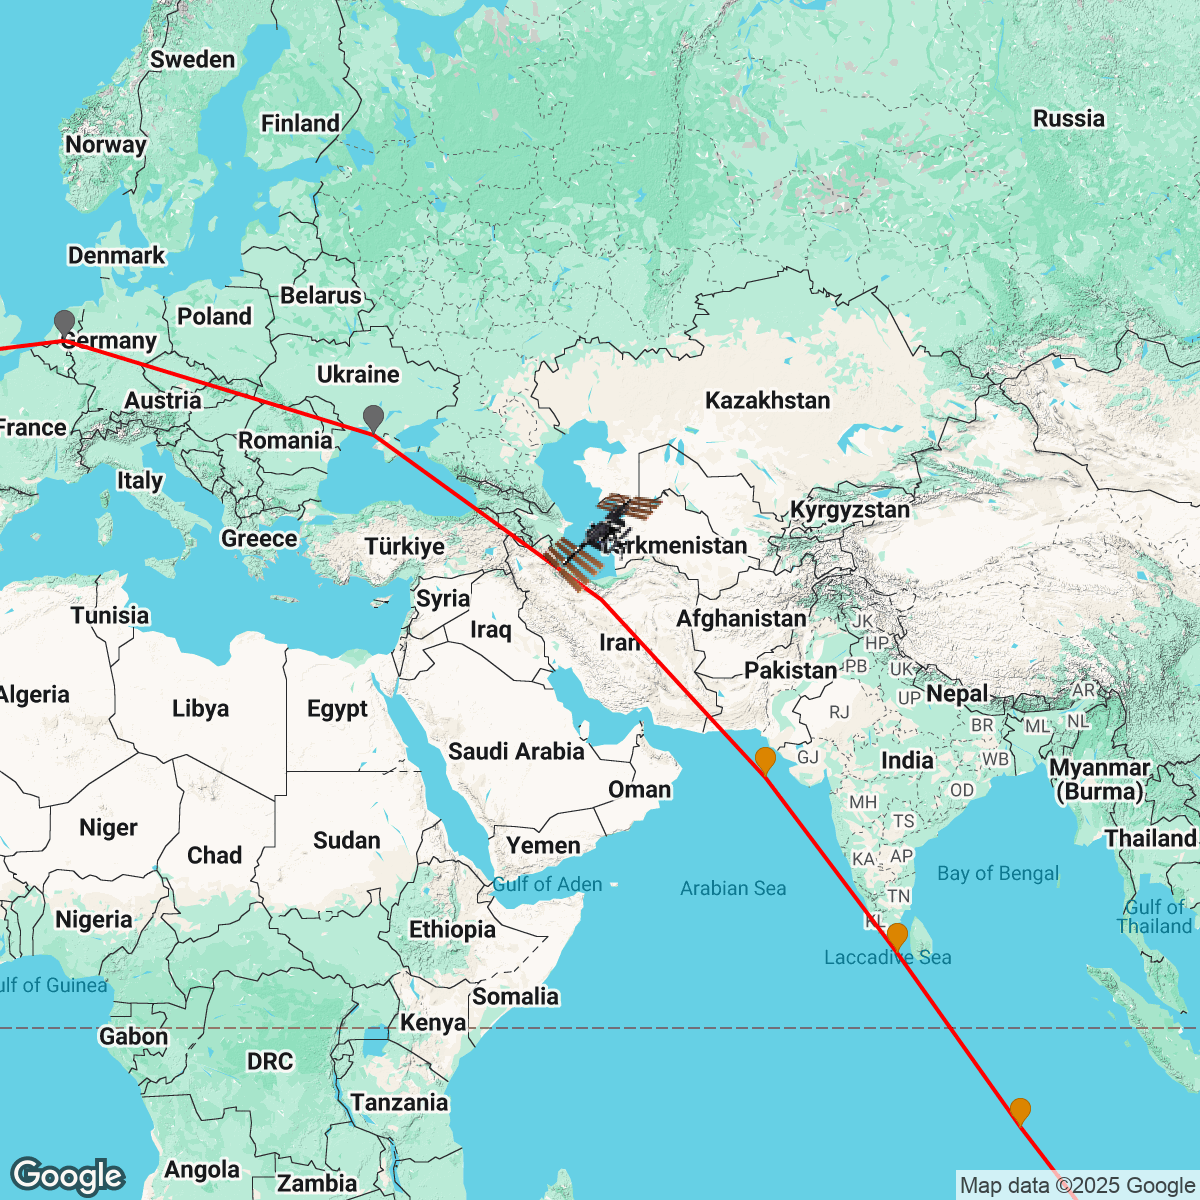 Sweden
Finland
Norway
Russia
Denmark
Belarus
Poland
Germany
Ukraine
Austria
Kazakhstan
France
Romania
Italy
Kyrgyzstan
Greece
Türkiye
rkmenistan
Syria
Tunisia
Afghanistan
JK
Iraq
Iran
HP
Pakistan
PB
UK
Algeria
Libya
Egypt
UP
Nepal
AR
RJ
BR
ML
NL
Saudi Arabia
GJ
India
WB
Myanmar
(Burma)
Oman
OD
MH
Niger
TS
Sudan
Yemen
Thailand
Chad
KA
AP
Gulf of Aden
Arabian Sea
Bay of Bengal
TN
Gulf of
Thailand
Nigeria
KL
Ethiopia
Laccadive Sea
ulf of Guinea
Somalia
Kenya
Gabon
DRC
Tanzania
Angola
Zambia
Google
Map data ©2025 Google